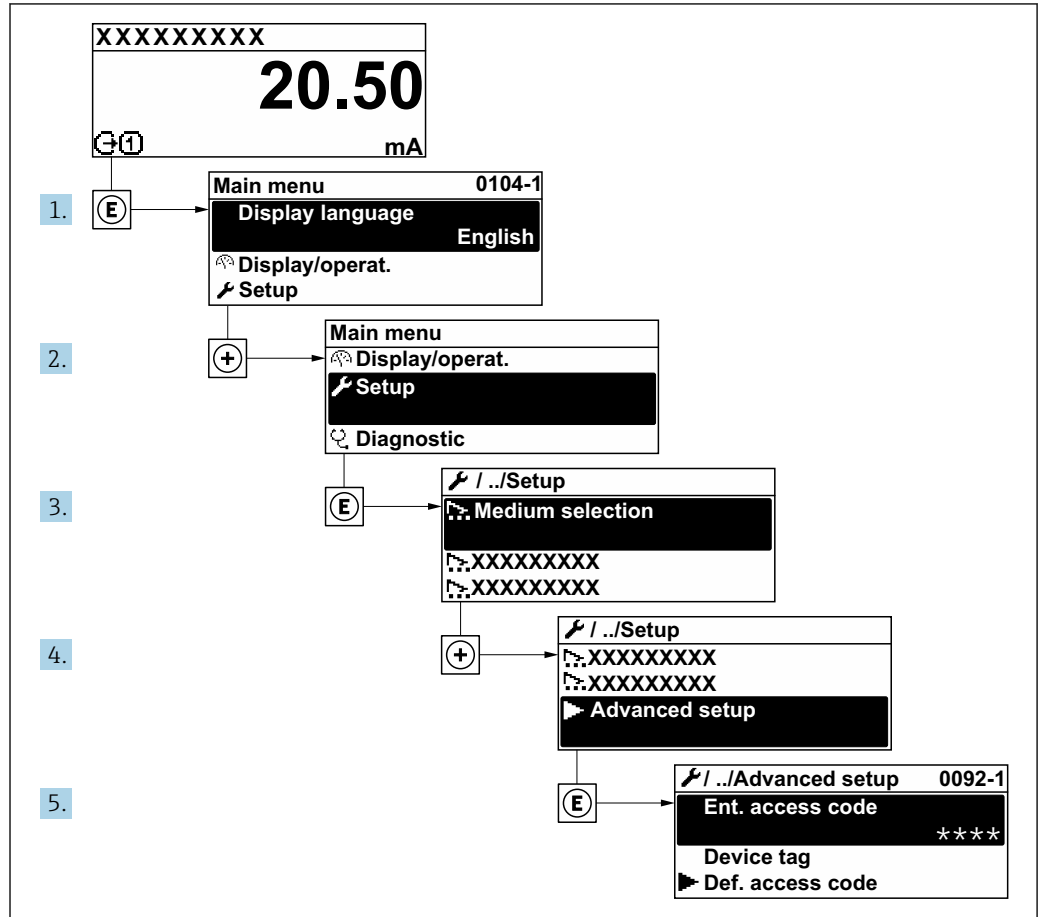 XXXXXXXXX
20.50
mA
1.
E
Main menu 0104-1
Display language
English
Display/operat.
Setup
2.
+
Main menu
Display/operat.
Setup
Diagnostic
3.
E
/ ../Setup
Medium selection
XXXXXXXXX
XXXXXXXXX
4.
+
/ ../Setup
XXXXXXXXX
XXXXXXXXX
Advanced setup
5.
E
/ ../Advanced setup 0092-1
Ent. access code
****
Device tag
Def. access code